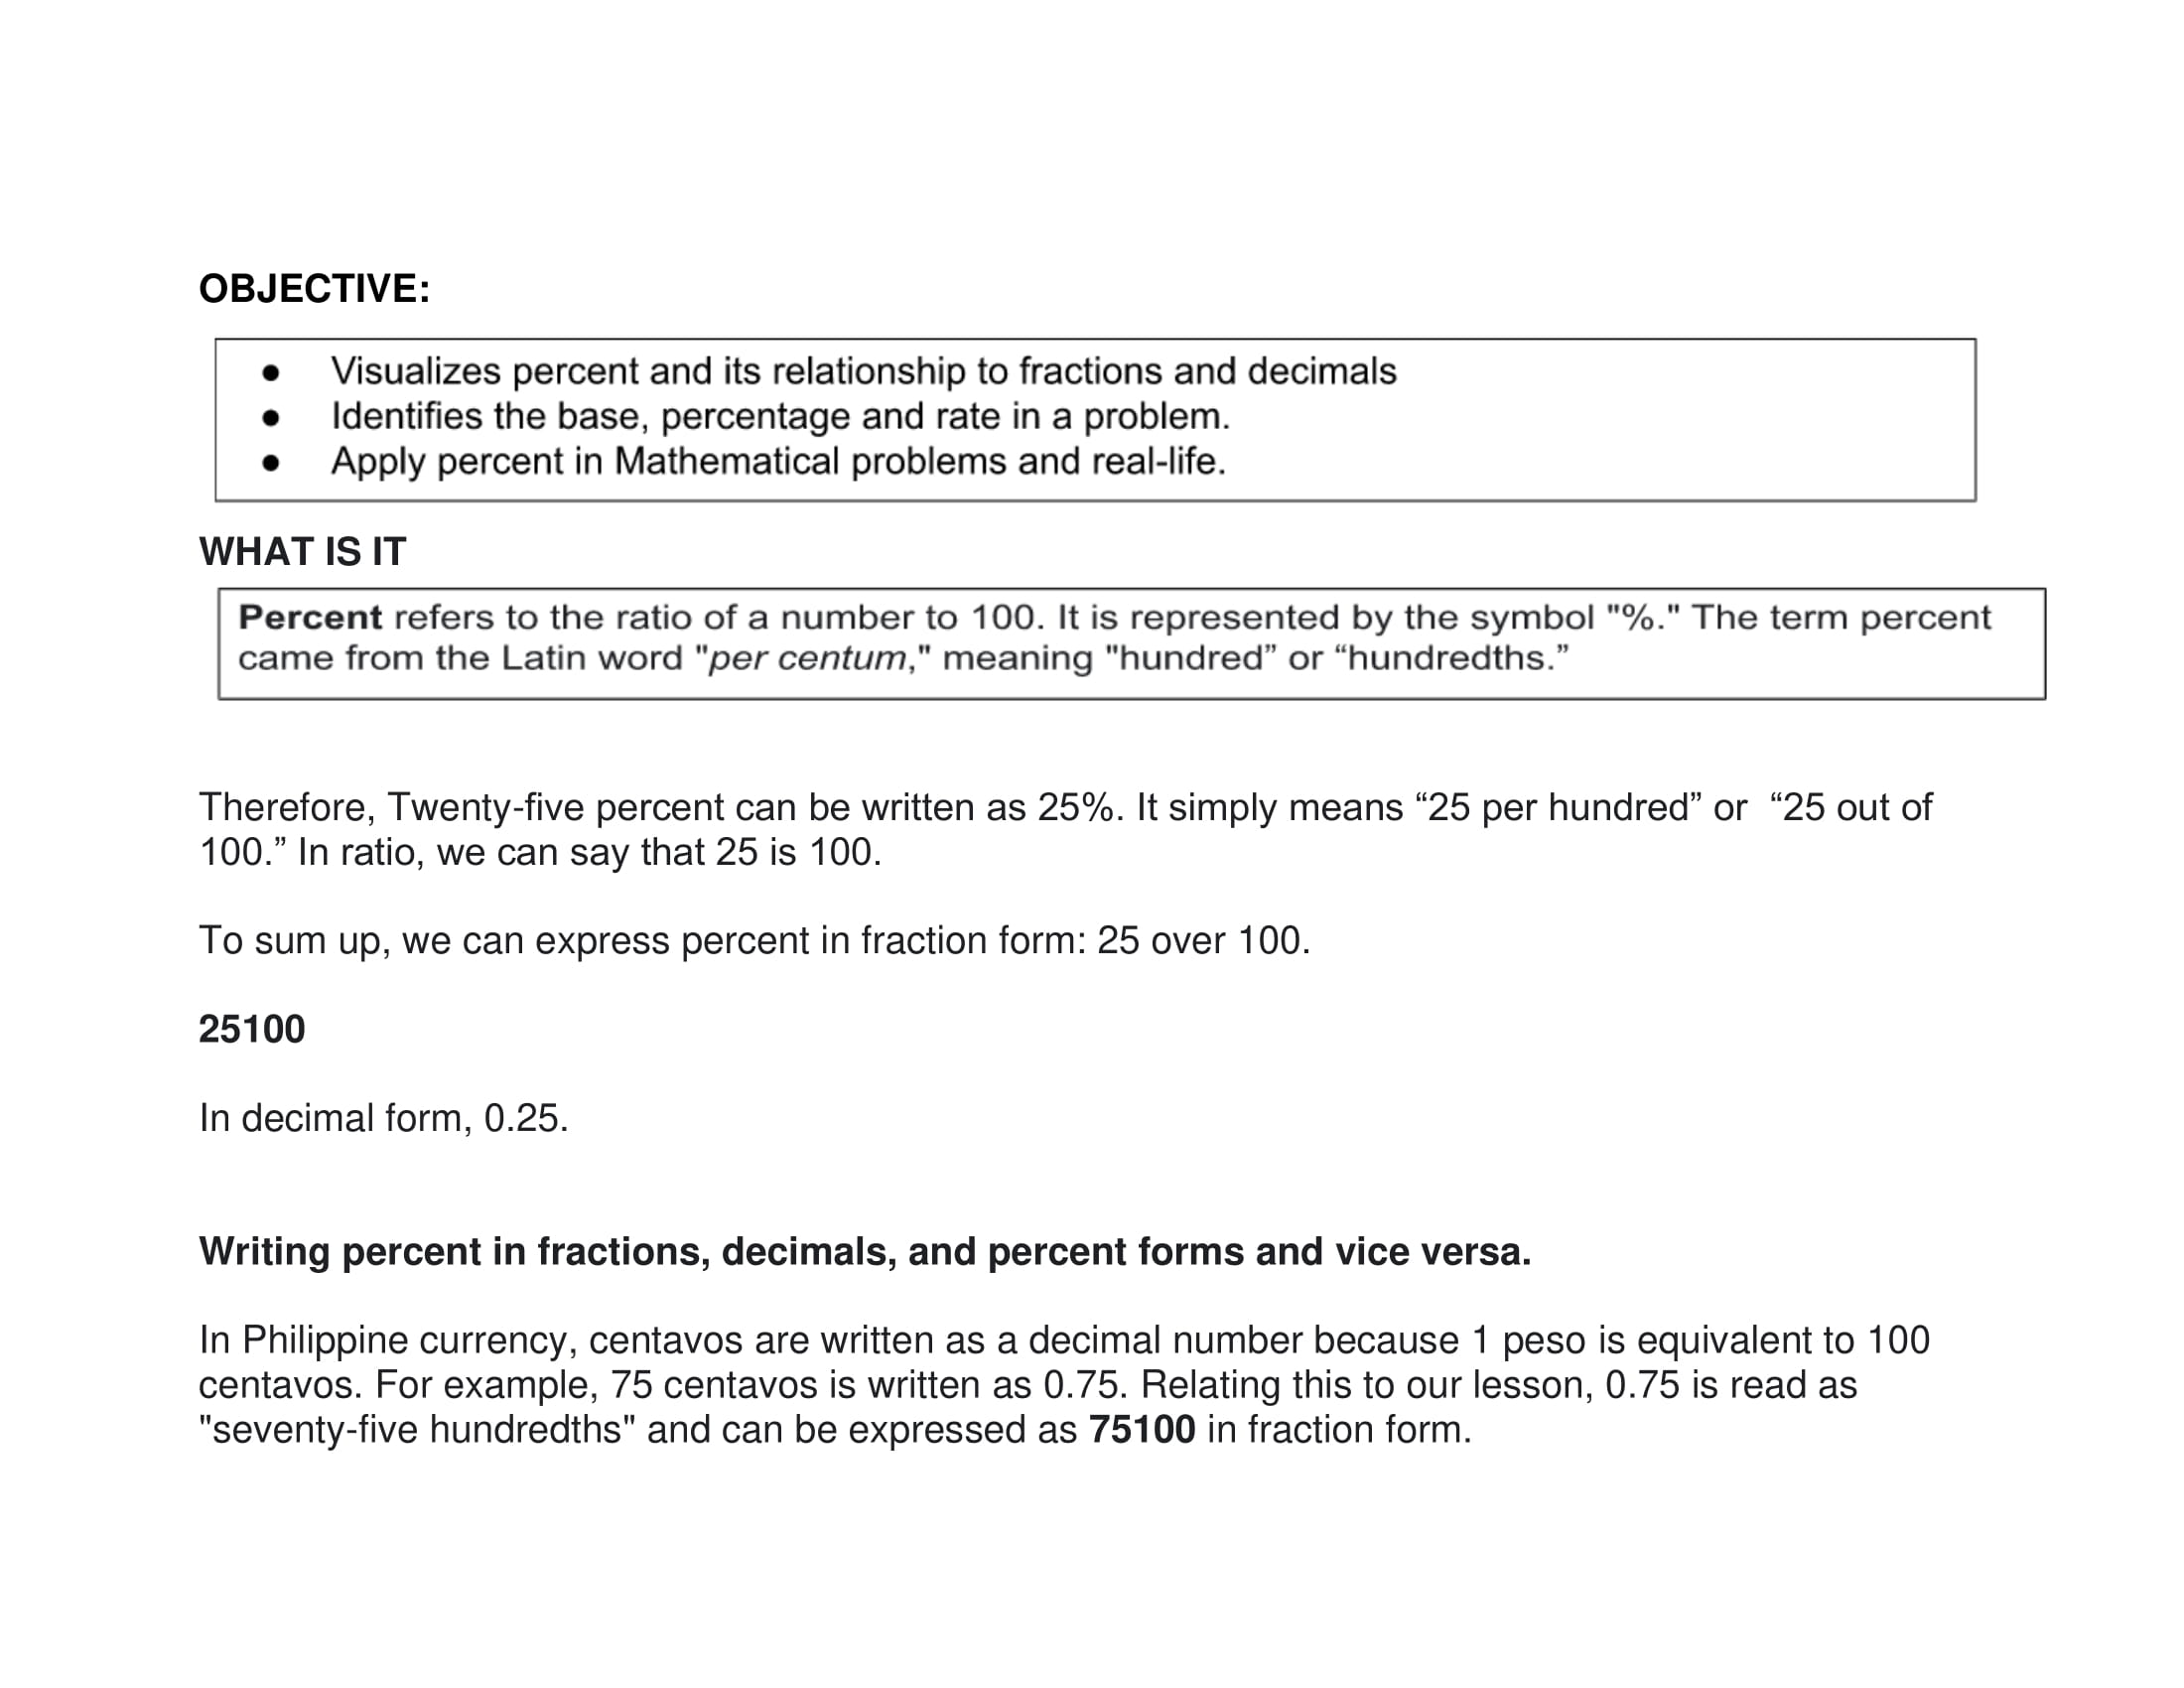 OBJECTIVE:
● Visualizes percent and its relationship to fractions and decimals
● Identifies the base, percentage and rate in a problem.
● Apply percent in Mathematical problems and real-life.
WHAT IS IT
Percent refers to the ratio of a number to 100. It is represented by the symbol "%." The term percent
came from the Latin word "per centum," meaning "hundred” or “hundredths.”
Therefore, Twenty-five percent can be written as 25%. It simply means “25 per hundred” or  “25 out of
100.” In ratio, we can say that 25 is 100.
To sum up, we can express percent in fraction form: 25 over 100.
25100
In decimal form, 0.25.
Writing percent in fractions, decimals, and percent forms and vice versa.
In Philippine currency, centavos are written as a decimal number because 1 peso is equivalent to 100
centavos. For example, 75 centavos is written as 0.75. Relating this to our lesson, 0.75 is read as
"seventy-five hundredths" and can be expressed as 75100 in fraction form.